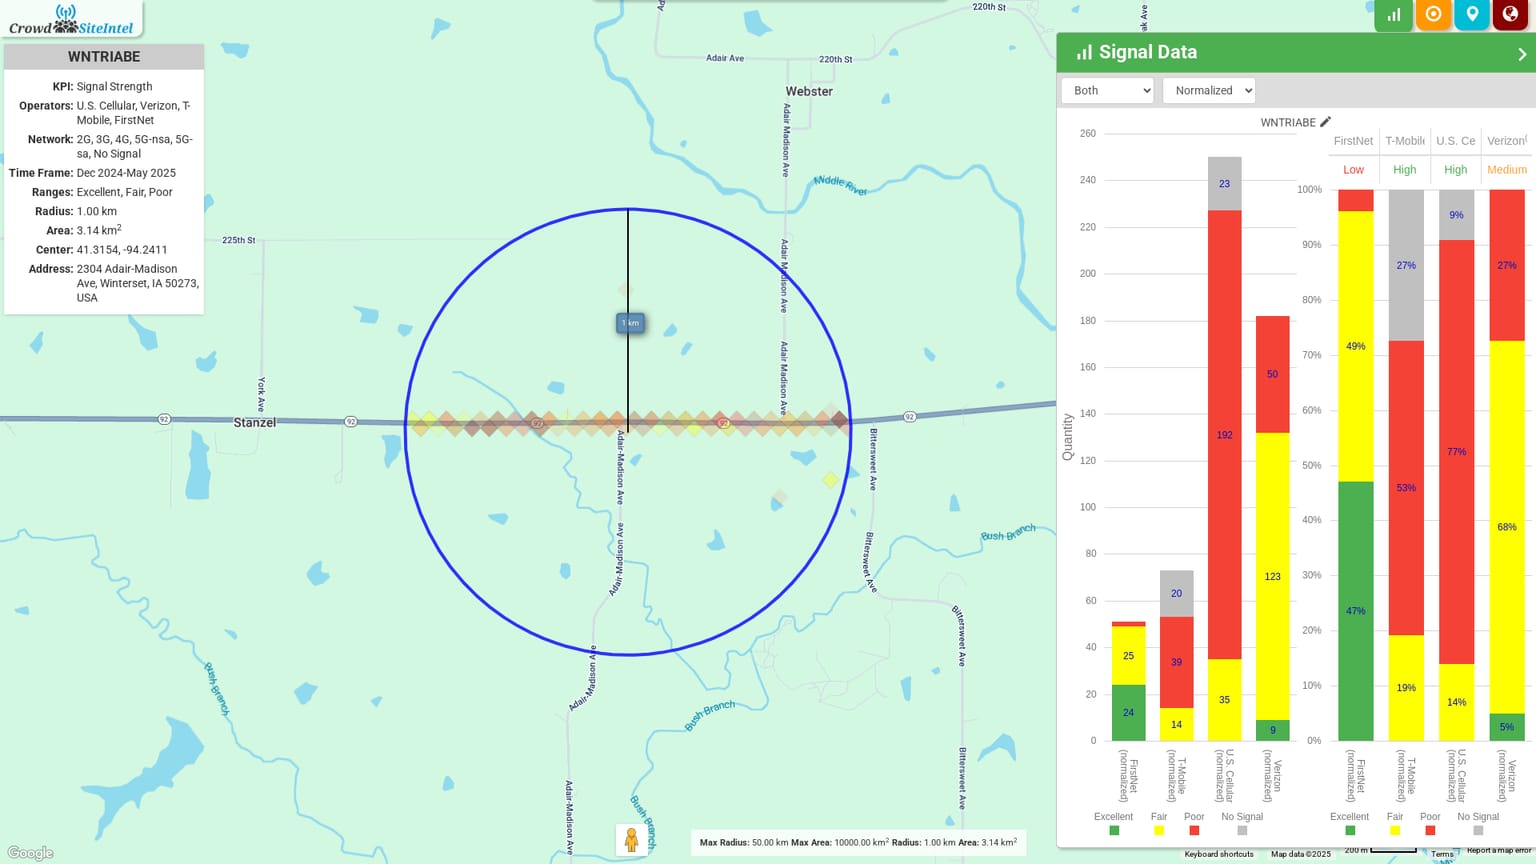 CrowdSiteIntel
WNTRIABE
KPI: Signal Strength
Operators: U.S. Cellular, Verizon, T-
Mobile, FirstNet
Network: 2G, 3G, 4G, 5G-nsa, 5G-
sa, No Signal
Time Frame: Dec 2024-May 2025
Ranges: Excellent, Fair, Poor
Radius: 1.00 km
Area: 3.14 km²
Center: 41.3154, -94.2411
Address: 2304 Adair-Madison
Ave, Winterset, IA 50273,
USA
220th St
Adair Ave
220th St
Webster
Adair Madison Ave
Middle River
225th St
Adair Madison Ave
1 km
Adair Madison Ave
York Ave
Stanzel
92
92
92
92
92
Adair-Madison Ave
Bittersweet Ave
Adair-Madison Ave
Bittersweet Ave
Bush Branch
Bittersweet Ave
Adair-Madison Ave
Bush Branch
Bush Branch
Bittersweet Ave
Adair-Madison Ave
Bush Branch
Google
Max Radius: 50.00 km Max Area: 10000.00 km² Radius: 1.00 km Area: 3.14 km²
Signal Data
Both
Normalized
WNTRIABE
260
240
220
200
180
160
140
120
100
80
60
40
20
0
Quantity
25
24
20
39
14
23
192
35
50
123
9
FirstNet
(normalized)
T-Mobile
(normalized)
U.S. Cellular
(normalized)
Verizon
(normalized)
Excellent
Fair
Poor
No Signal
FirstNet
T-Mobile
U.S. Ce
Verizon
Low
High
High
Medium
100%
90%
80%
70%
60%
50%
40%
30%
20%
10%
0%
49%
47%
27%
53%
19%
9%
77%
14%
27%
68%
5%
FirstNet
(normalized)
T-Mobile
(normalized)
U.S. Cellular
(normalized)
Verizon
(normalized)
Excellent
Fair
Poor
No Signal
Keyboard shortcuts
Map data ©2025
200 m
Terms
Report a map error